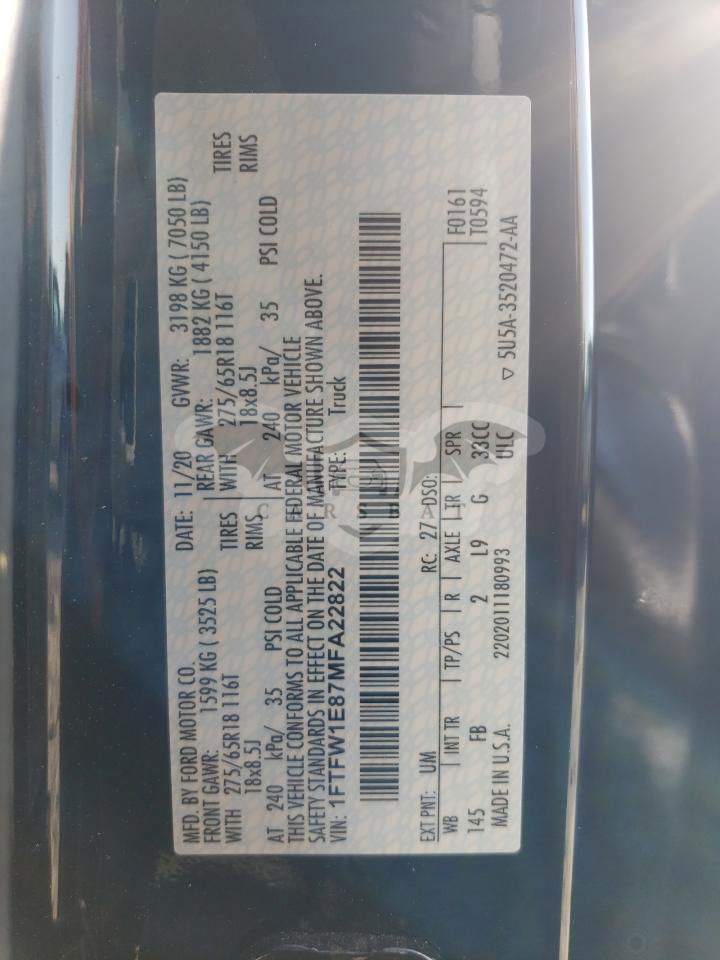 MFD. BY FORD MOTOR CO. DATE: 11/20 GVWR: 3198 KG ( 7050 LB)
FRONT GAWR: 1599 KG ( 3525 LB) REAR GAWR: 1882 KG ( 4150 LB)
WITH 275/65R18 116T TIRES WITH 275/65R18 116T TIRES
18x8.5J RIMS 18x8.5J RIMS
AT 240 kPa/ 35 PSI COLD AT 240 kPa/ 35 PSI COLD
THIS VEHICLE CONFORMS TO ALL APPLICABLE FEDERAL MOTOR VEHICLE
SAFETY STANDARDS IN EFFECT ON THE DATE OF MANUFACTURE SHOWN ABOVE.
VIN: 1FTFW1E87MFA22822 TYPE: Truck
EXT PNT: UM RC: 27 DSO: F0161
WB INT TR TP/PS R AXLE TR SPR T0594
145 FB 2 L9 G 33CC
MADE IN U.S.A. 2202011180993 ULC ▽ 5U5A-3520472-AA